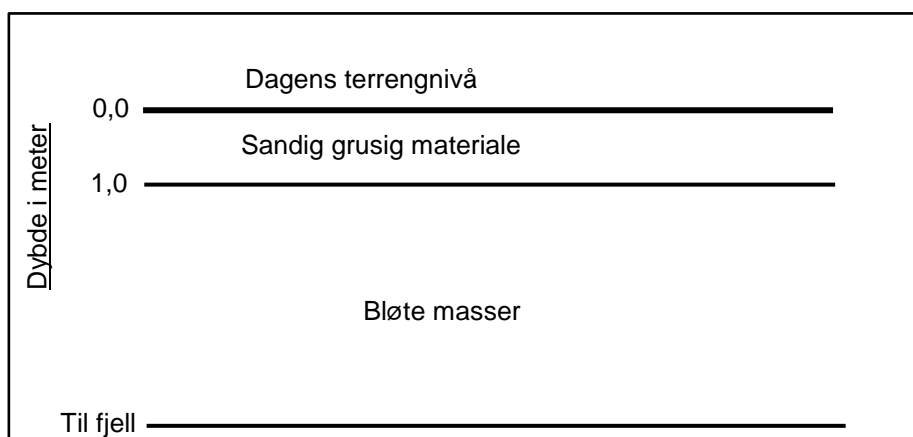 Dagens terrengnivå
0,0
Sandig grusig materiale
1,0
Dybde i meter
Bløte masser
Til fjell